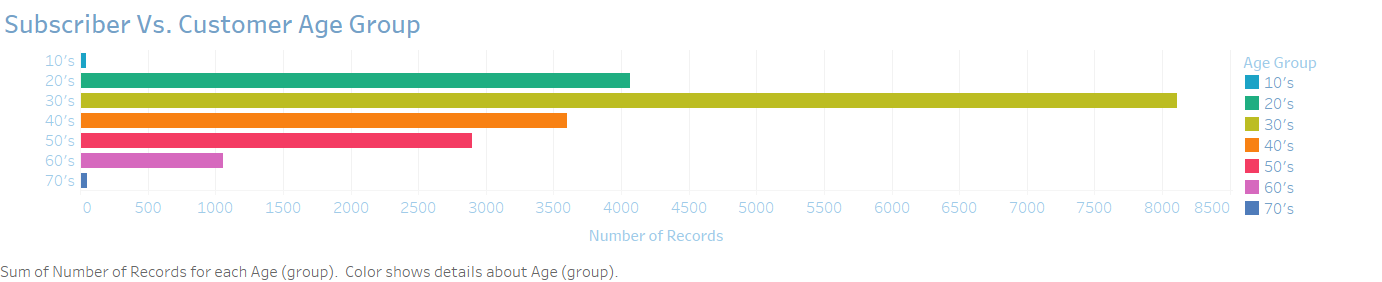 Subscriber Vs. Customer Age Group
10's
20's
30's
40's
50's
60's
70's
0 500 1000 1500 2000 2500 3000 3500 4000 4500 5000 5500 6000 6500 7000 7500 8000 8500
Number of Records
Age Group
10's
20's
30's
40's
50's
60's
70's
Sum of Number of Records for each Age (group).  Color shows details about Age (group).